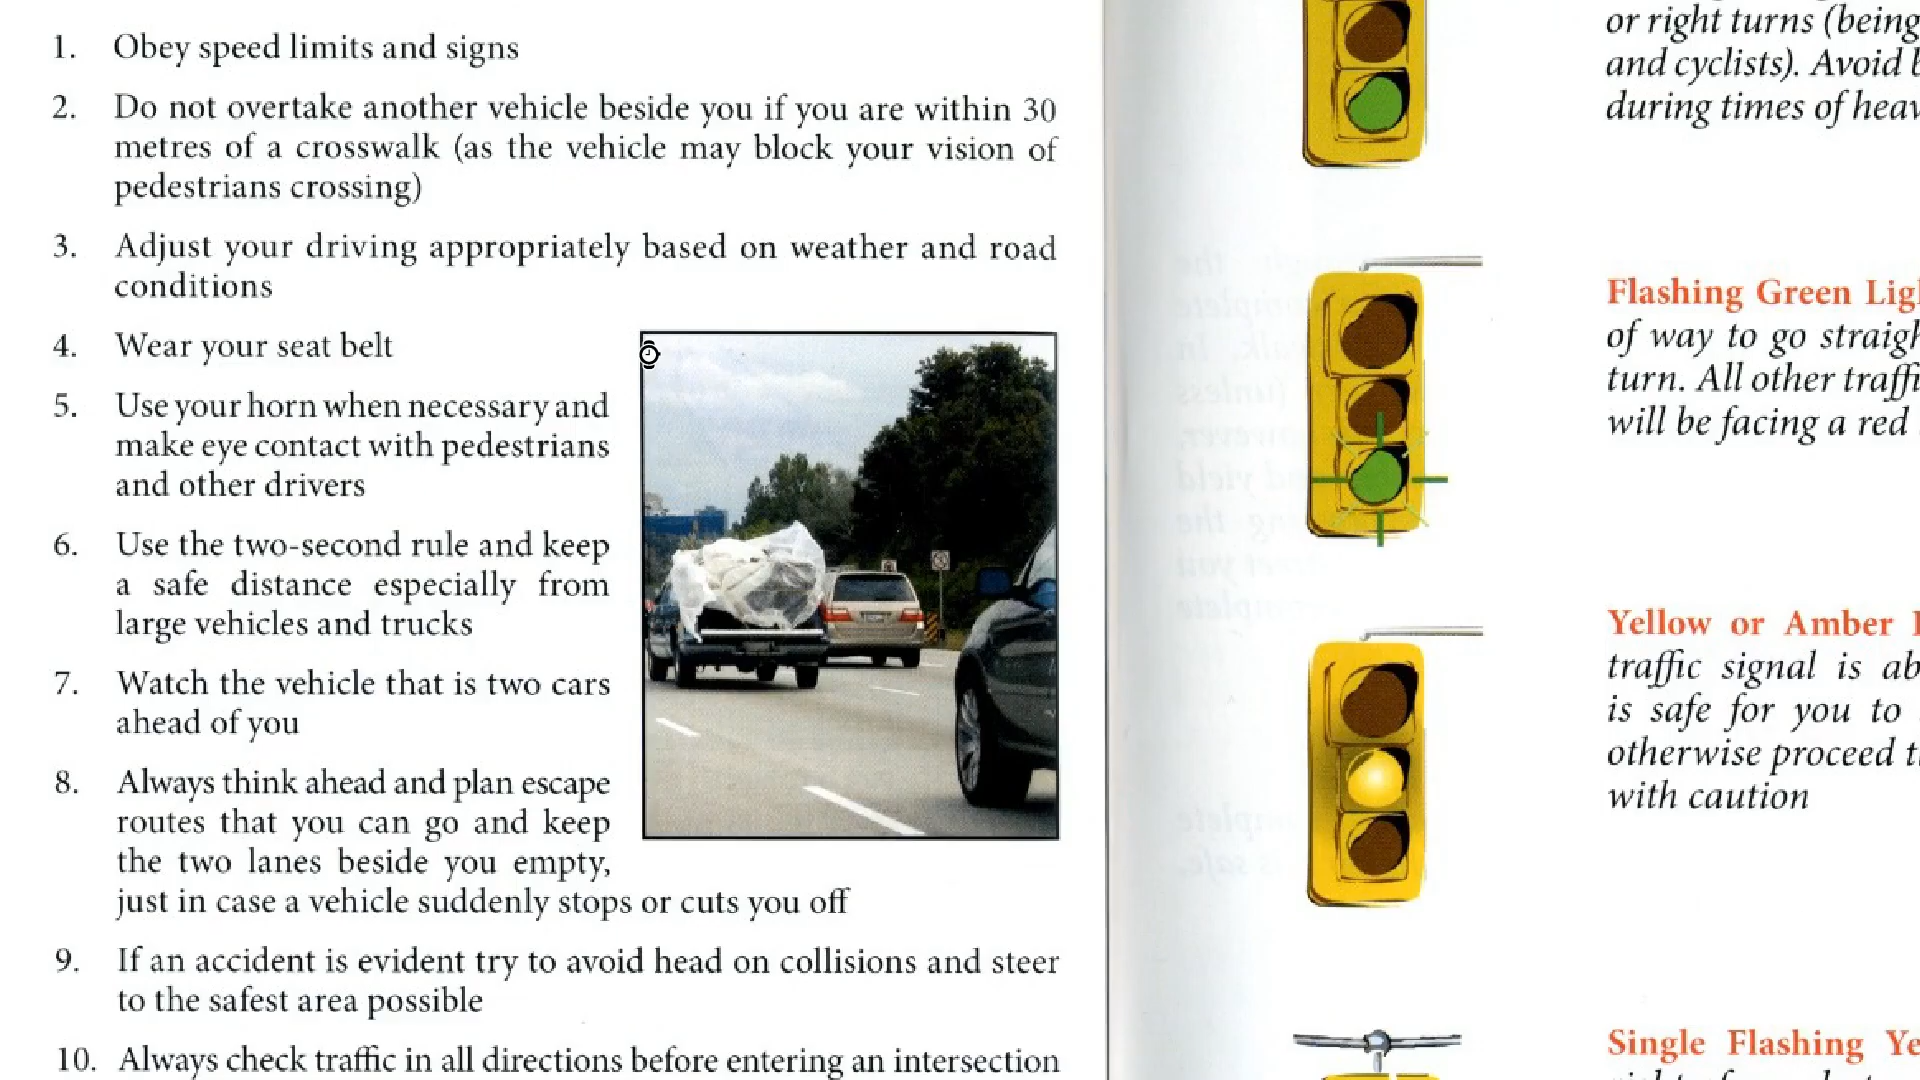 1. Obey speed limits and signs
2. Do not overtake another vehicle beside you if you are within 30
metres of a crosswalk (as the vehicle may block your vision of
pedestrians crossing)
3. Adjust your driving appropriately based on weather and road
conditions
4. Wear your seat belt
5. Use your horn when necessary and
make eye contact with pedestrians
and other drivers
6. Use the two-second rule and keep
a safe distance especially from
large vehicles and trucks
7. Watch the vehicle that is two cars
ahead of you
8. Always think ahead and plan escape
routes that you can go and keep
the two lanes beside you empty,
just in case a vehicle suddenly stops or cuts you off
9. If an accident is evident try to avoid head on collisions and steer
to the safest area possible
10. Always check traffic in all directions before entering an intersection
or right turns (being
and cyclists). Avoid
during times of
Flashing Green
of way to go
turn. All other
will be facing a red
Yellow or Amber
traffic signal is
is safe for you to
otherwise proceed
with caution
Single Flashing